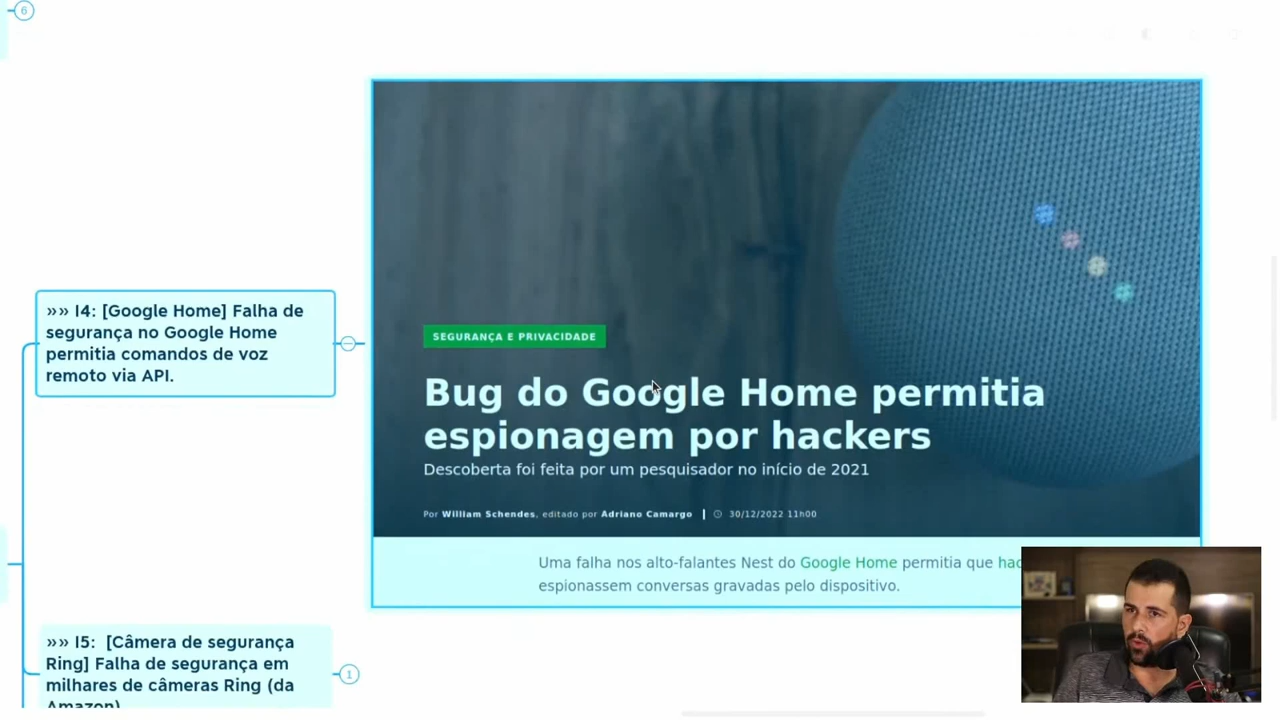 6
»» I4: [Google Home] Falha de
segurança no Google Home
permitia comandos de voz
remoto via API.
SEGURANÇA E PRIVACIDADE
Bug do Google Home permitia
espionagem por hackers
Descoberta foi feita por um pesquisador no início de 2021
Por William Schendes, editado por Adriano Camargo | 30/12/2022 11h00
Uma falha nos alto-falantes Nest do Google Home permitia que hac
espionassem conversas gravadas pelo dispositivo.
»» I5: [Câmera de segurança
Ring] Falha de segurança em
milhares de câmeras Ring (da
Amazon)
1